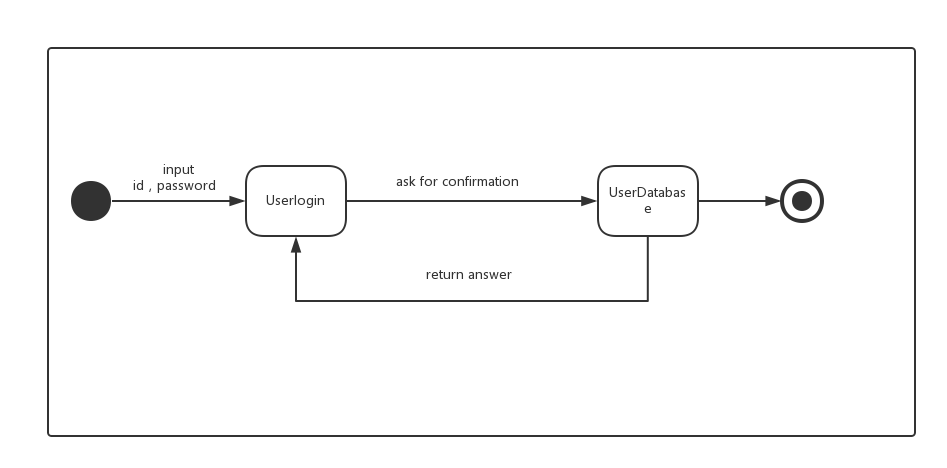 input
id , password
Userlogin
ask for confirmation
UserDatabas
e
return answer